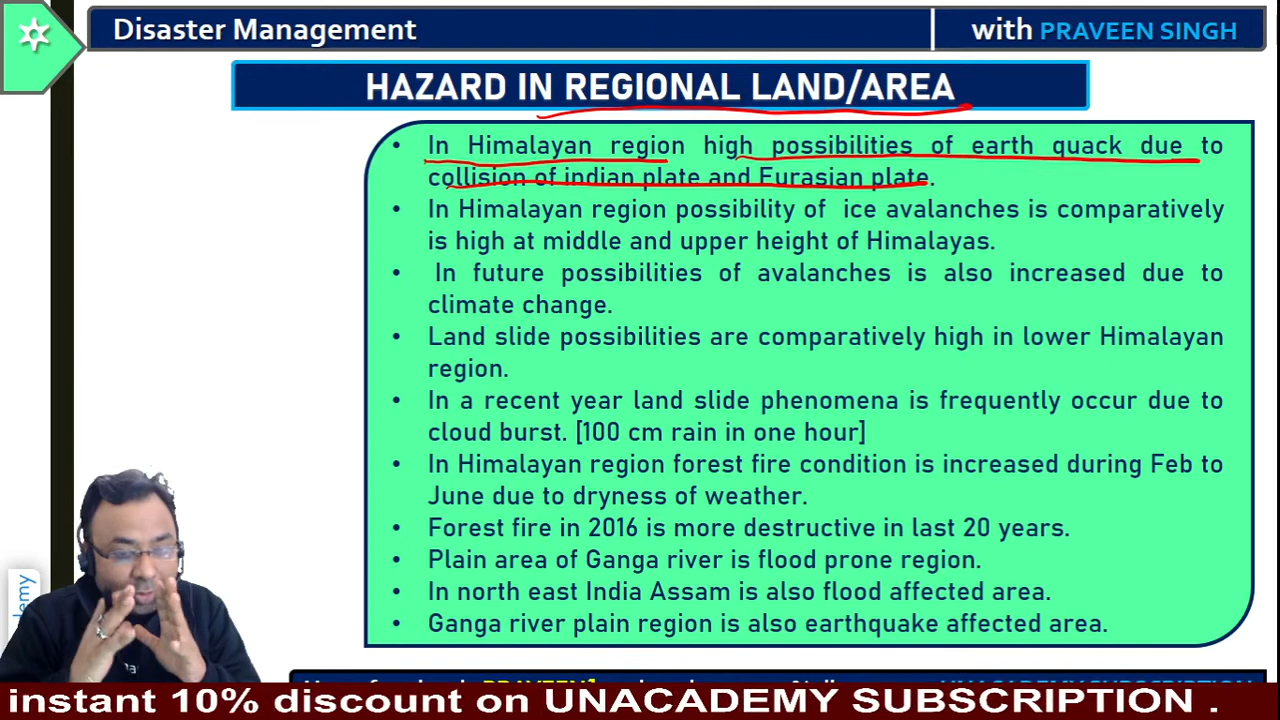 Disaster Management
with PRAVEEN SINGH
HAZARD IN REGIONAL LAND/AREA
• In Himalayan region high possibilities of earth quack due to
collision of indian plate and Eurasian plate.
• In Himalayan region possibility of ice avalanches is comparatively
is high at middle and upper height of Himalayas.
• In future possibilities of avalanches is also increased due to
climate change.
• Land slide possibilities are comparatively high in lower Himalayan
region.
• In a recent year land slide phenomena is frequently occur due to
cloud burst. [100 cm rain in one hour]
• In Himalayan region forest fire condition is increased during Feb to
June due to dryness of weather.
• Forest fire in 2016 is more destructive in last 20 years.
• Plain area of Ganga river is flood prone region.
• In north east India Assam is also flood affected area.
• Ganga river plain region is also earthquake affected area.
instant 10% discount on UNACADEMY SUBSCRIPTION .